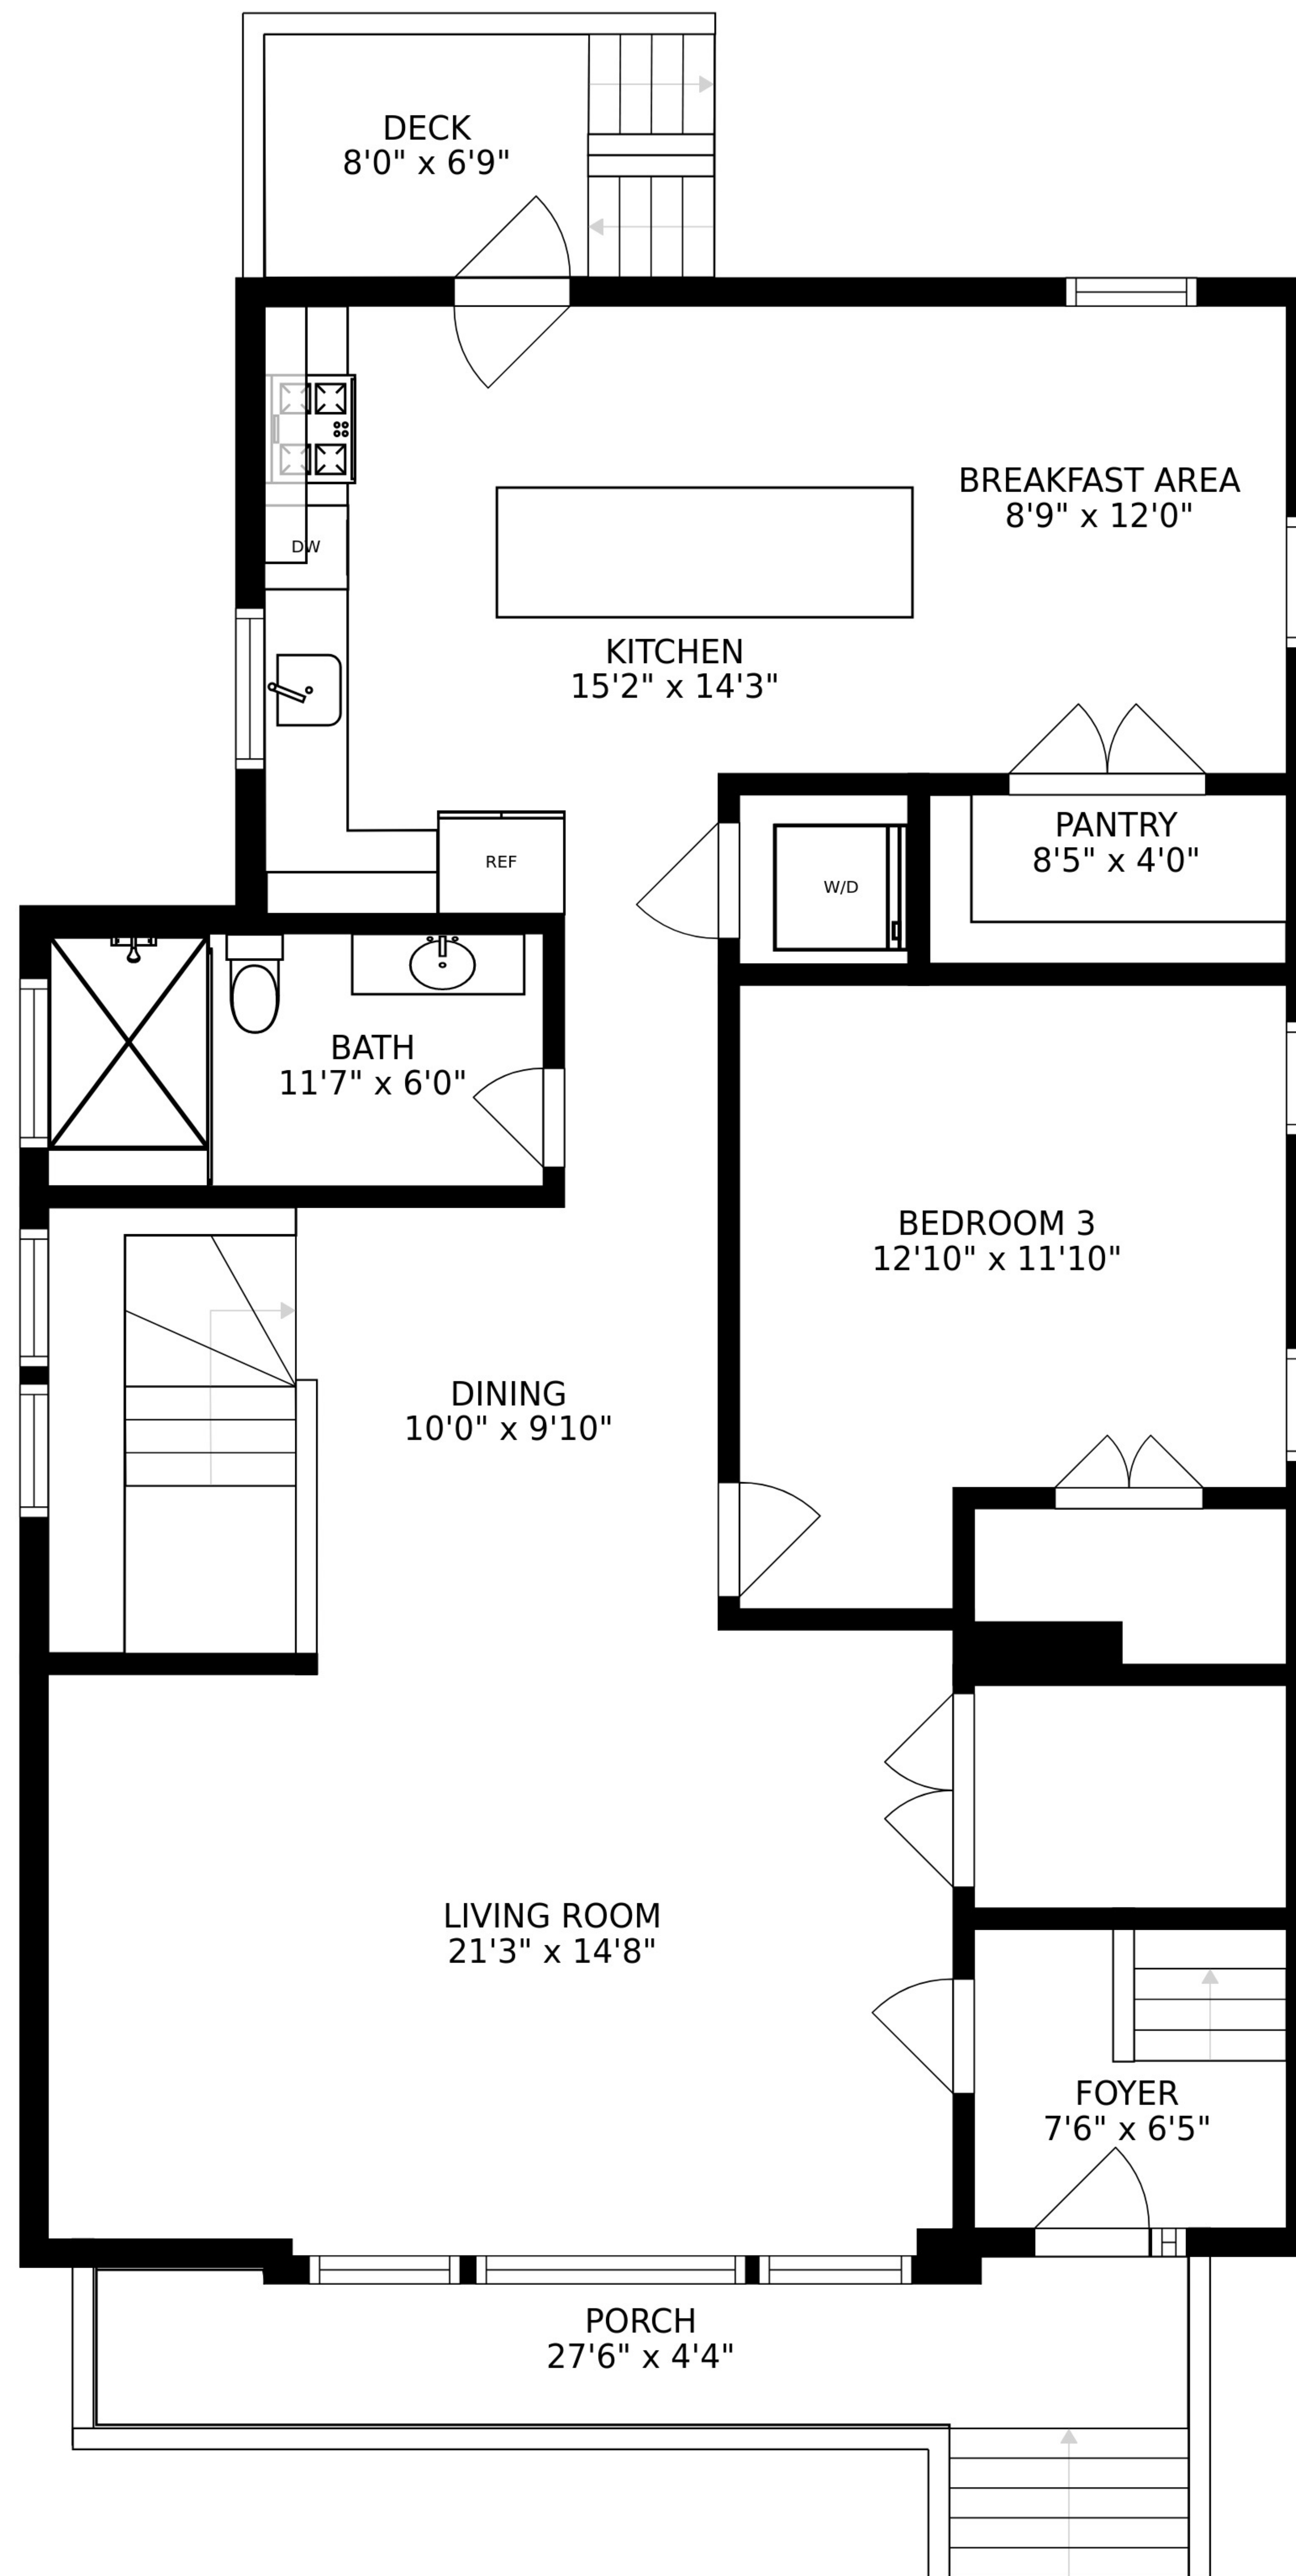 DECK
8'0" x 6'9"
BREAKFAST AREA
8'9" x 12'0"
DW
KITCHEN
15'2" x 14'3"
PANTRY
8'5" x 4'0"
REF
W/D
BATH
11'7" x 6'0"
BEDROOM 3
12'10" x 11'10"
DINING
10'0" x 9'10"
LIVING ROOM
21'3" x 14'8"
FOYER
7'6" x 6'5"
PORCH
27'6" x 4'4"